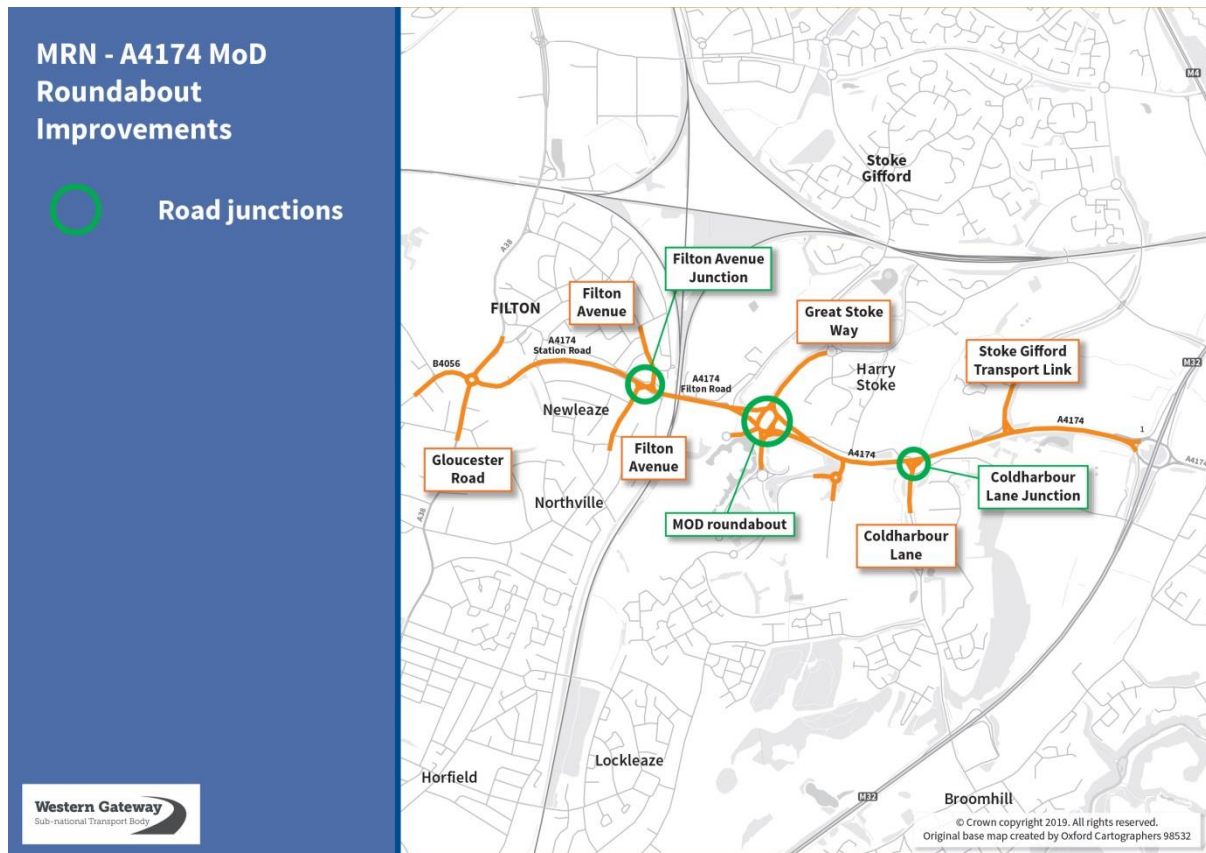 MRN - A4174 MoD
Roundabout
Improvements
Road junctions
Western Gateway
Sub-national Transport Body
M4
Stoke
Gifford
A38
Filton Avenue
Junction
Filton
Avenue
FILTON
Great Stoke
Way
A4174
Station Road
B4056
Stoke Gifford
Transport Link
M32
Harry
Stoke
A4174
Filton Road
Newleaze
A4174
1
A4174
Gloucester
Road
Filton
Avenue
A4174
Coldharbour
Lane Junction
Northville
A38
MOD roundabout
Coldharbour
Lane
Lockleaze
Horfield
M32
Broomhill
© Crown copyright 2019. All rights reserved.
Original base map created by Oxford Cartographers 98532